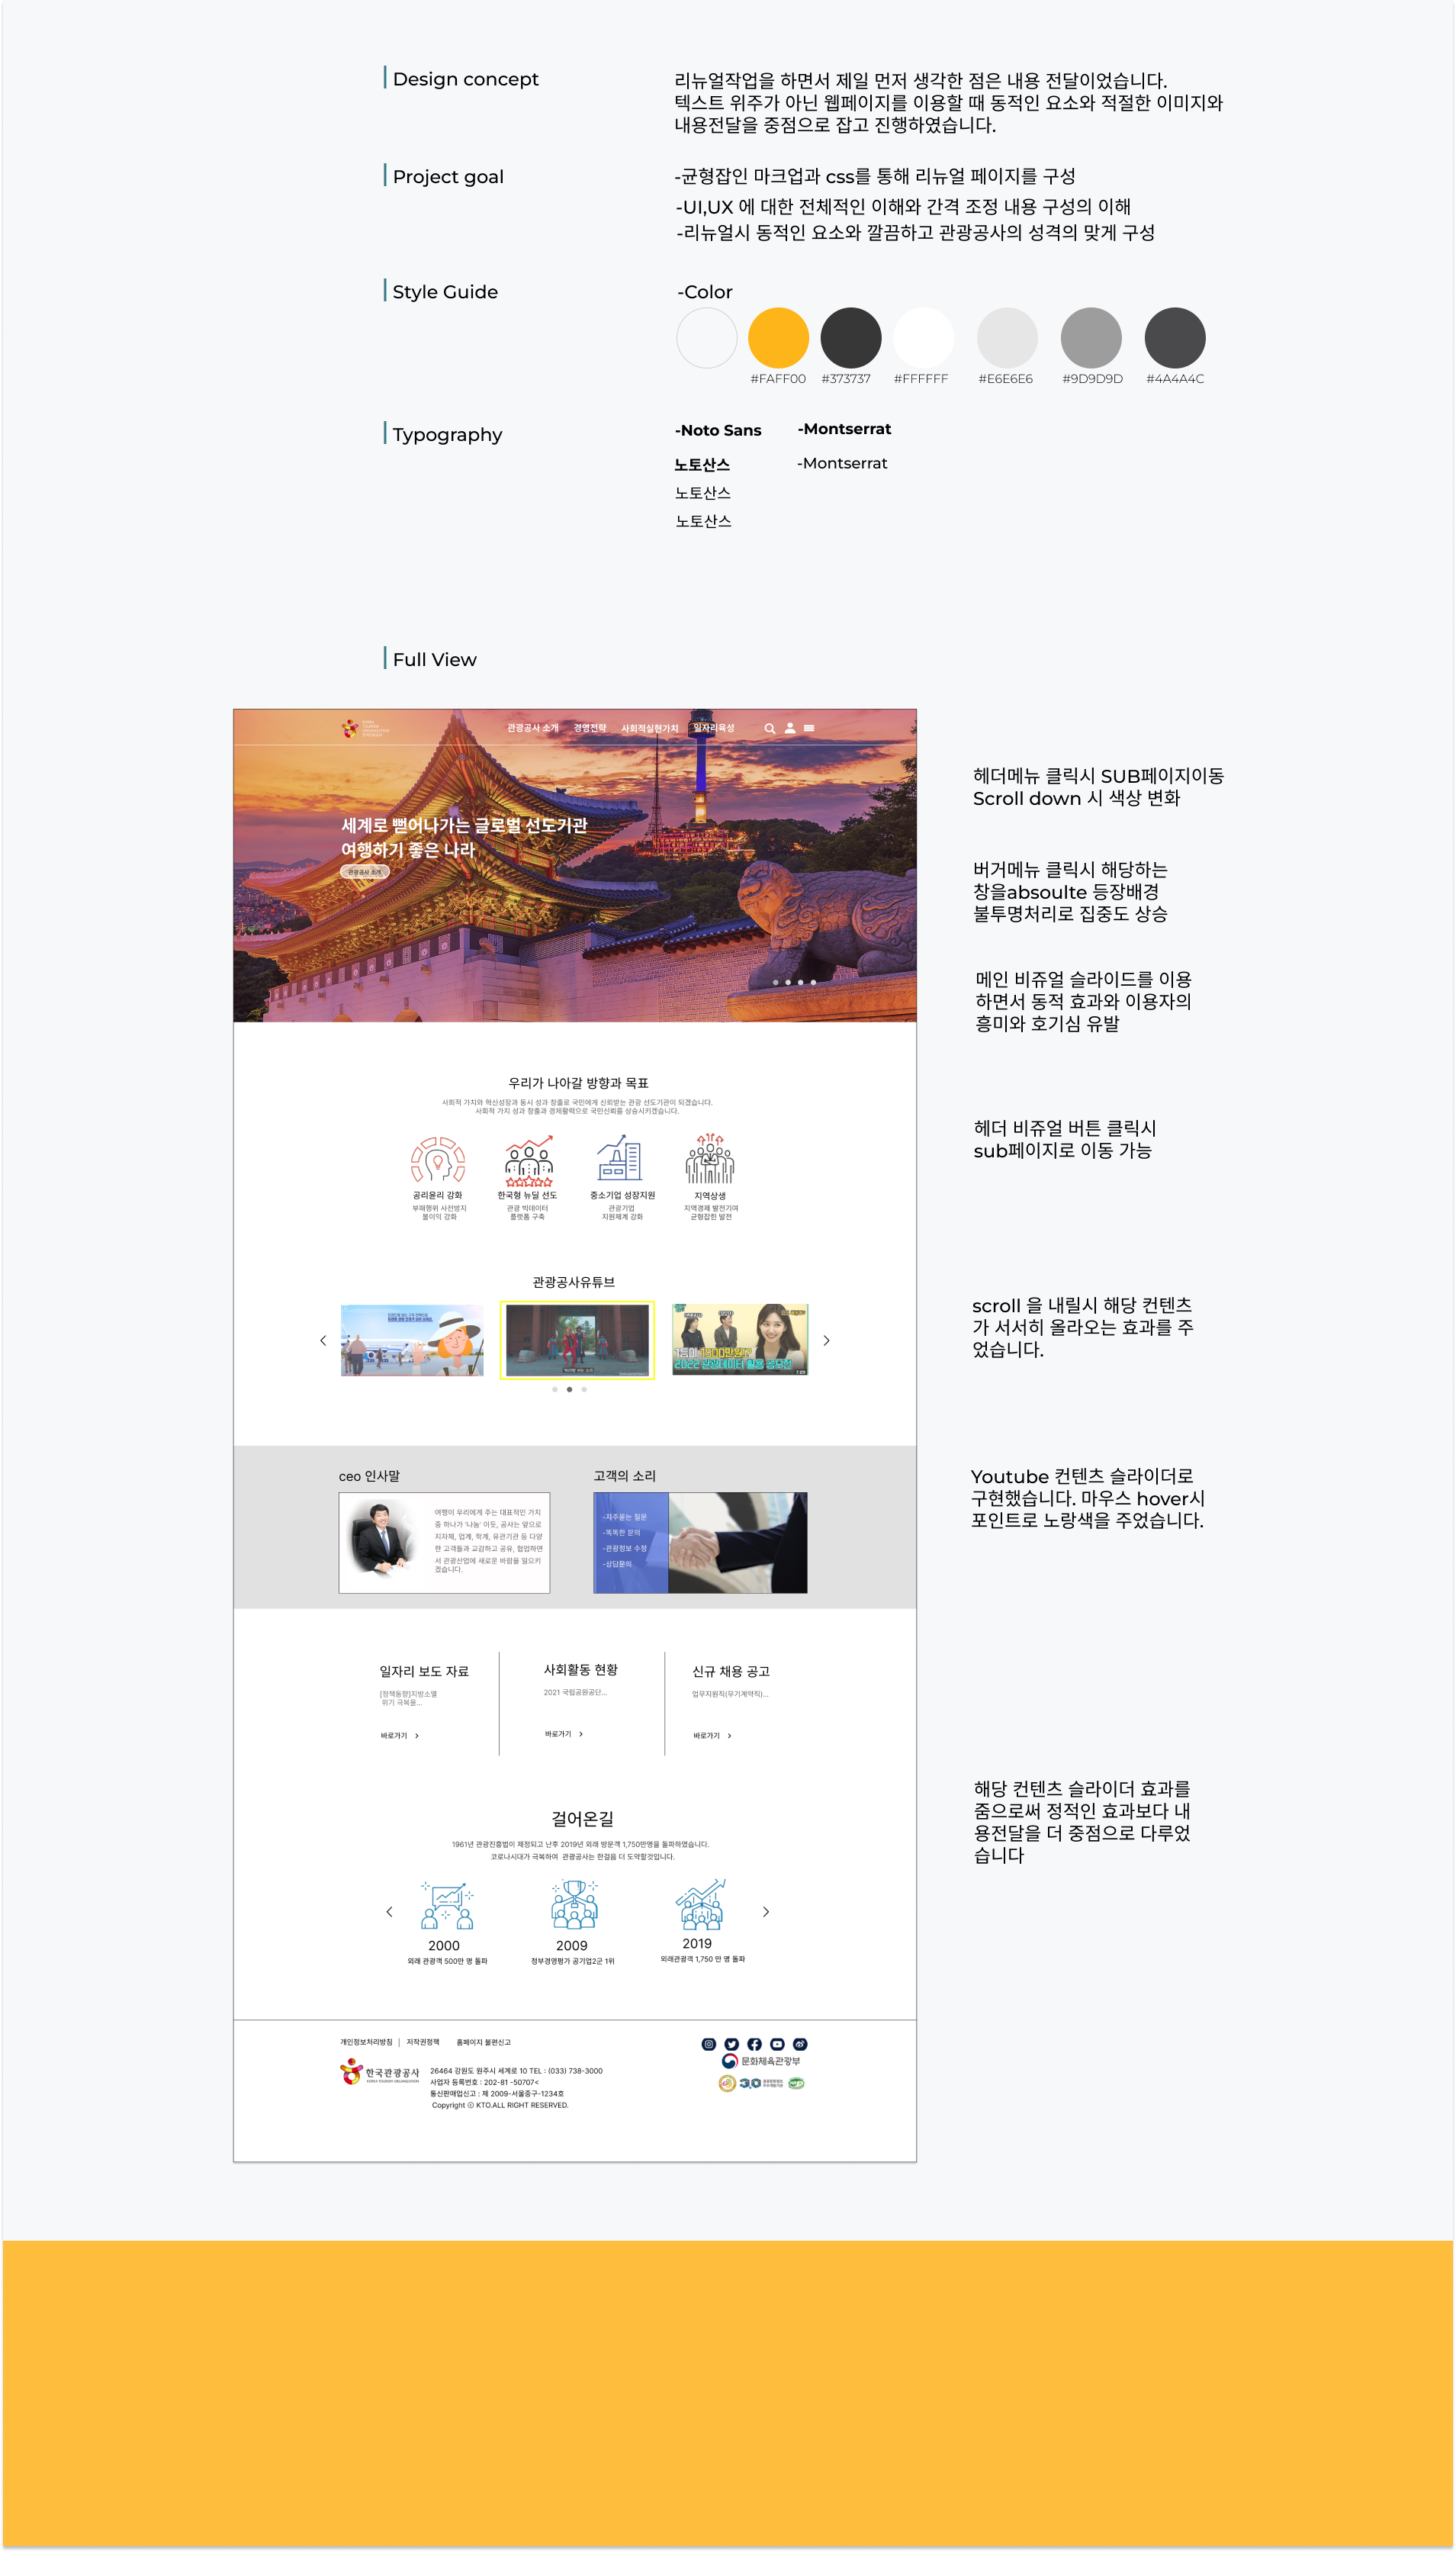 Design concept
리뉴얼작업을 하면서 제일 먼저 생각한 점은 내용 전달이었습니다.
텍스트 위주가 아닌 웹페이지를 이용할 때 동적인 요소와 적절한 이미지와
내용전달을 중점으로 잡고 진행하였습니다.
Project goal
-균형잡인 마크업과 css를 통해 리뉴얼 페이지를 구성
-UI,UX 에 대한 전체적인 이해와 간격 조정 내용 구성의 이해
-리뉴얼시 동적인 요소와 깔끔하고 관광공사의 성격의 맞게 구성
Style Guide
-Color
#FAFF00 #373737 #FFFFFF #E6E6E6 #9D9D9D #4A4A4C
Typography
-Noto Sans
노토산스
노토산스
노토산스
-Montserrat
-Montserrat
Full View
관광공사 소개 경영전략 사회적실현가치 일자리육성
세계로 뻗어나가는 글로벌 선도기관
여행하기 좋은 나라
관광공사 소개
헤더메뉴 클릭시 SUB페이지이동
Scroll down 시 색상 변화
버거메뉴 클릭시 해당하는
창을absoulte 등장배경
불투명처리로 집중도 상승
메인 비쥬얼 슬라이드를 이용
하면서 동적 효과와 이용자의
흥미와 호기심 유발
우리가 나아갈 방향과 목표
사회적 가치와 혁신성장과 동시 성과 창출로 국민에게 신뢰받는 관광 선도기관이 되겠습니다.
사회적 가치 성과 창출과 경제활력으로 국민신뢰를 상승시키겠습니다.
공리윤리 강화
부패행위 사전방지
불이익 강화
한국형 뉴딜 선도
관광 빅데이터
플랫폼 구축
중소기업 성장지원
관광기업
지원체계 강화
지역상생
지역경제 발전기여
균형잡힌 발전
헤더 비쥬얼 버튼 클릭시
sub페이지로 이동 가능
관광공사유튜브
1등이 1,900만원!?
2022 관광데이터 활용 공모전
7:05
scroll 을 내릴시 해당 컨텐츠
가 서서히 올라오는 효과를 주
었습니다.
ceo 인사말
여행이 우리에게 주는 대표적인 가치
중 하나가 '나눔' 이듯, 공사는 앞으로
지자체, 업계, 학계, 유관기관 등 다양
한 고객들과 교감하고 공유, 협업하면
서 관광산업에 새로운 바람을 일으키
겠습니다.
고객의 소리
-자주묻는 질문
-똑똑한 문의
-관광정보 수정
-상담문의
Youtube 컨텐츠 슬라이더로
구현했습니다. 마우스 hover시
포인트로 노랑색을 주었습니다.
일자리 보도 자료
[정책동향]지방소멸
위기 극복을...
바로가기
사회활동 현황
2021 국립공원공단...
바로가기
신규 채용 공고
업무지원직(무기계약직)...
바로가기
해당 컨텐츠 슬라이더 효과를
줌으로써 정적인 효과보다 내
용전달을 더 중점으로 다루었
습니다
걸어온길
1961년 관광진흥법이 제정되고 난후 2019년 외래 방문객 1,750만명을 돌파하였습니다.
코로나시대가 극복하여 관광공사는 한걸음 더 도약할것입니다.
2000
외래 관광객 500만 명 돌파
2009
정부경영평가 공기업2군 1위
2019
외래관광객 1,750 만 명 돌파
개인정보처리방침 | 저작권정책 홈페이지 불편신고
한국관광공사
KOREA TOURISM ORGANIZATION
26464 강원도 원주시 세계로 10 TEL : (033) 738-3000
사업자 등록번호 : 202-81 -50707<
통신판매업신고 : 제 2009-서울중구-1234호
Copyright ⓒ KTO.ALL RIGHT RESERVED.
문화체육관광부
3.0